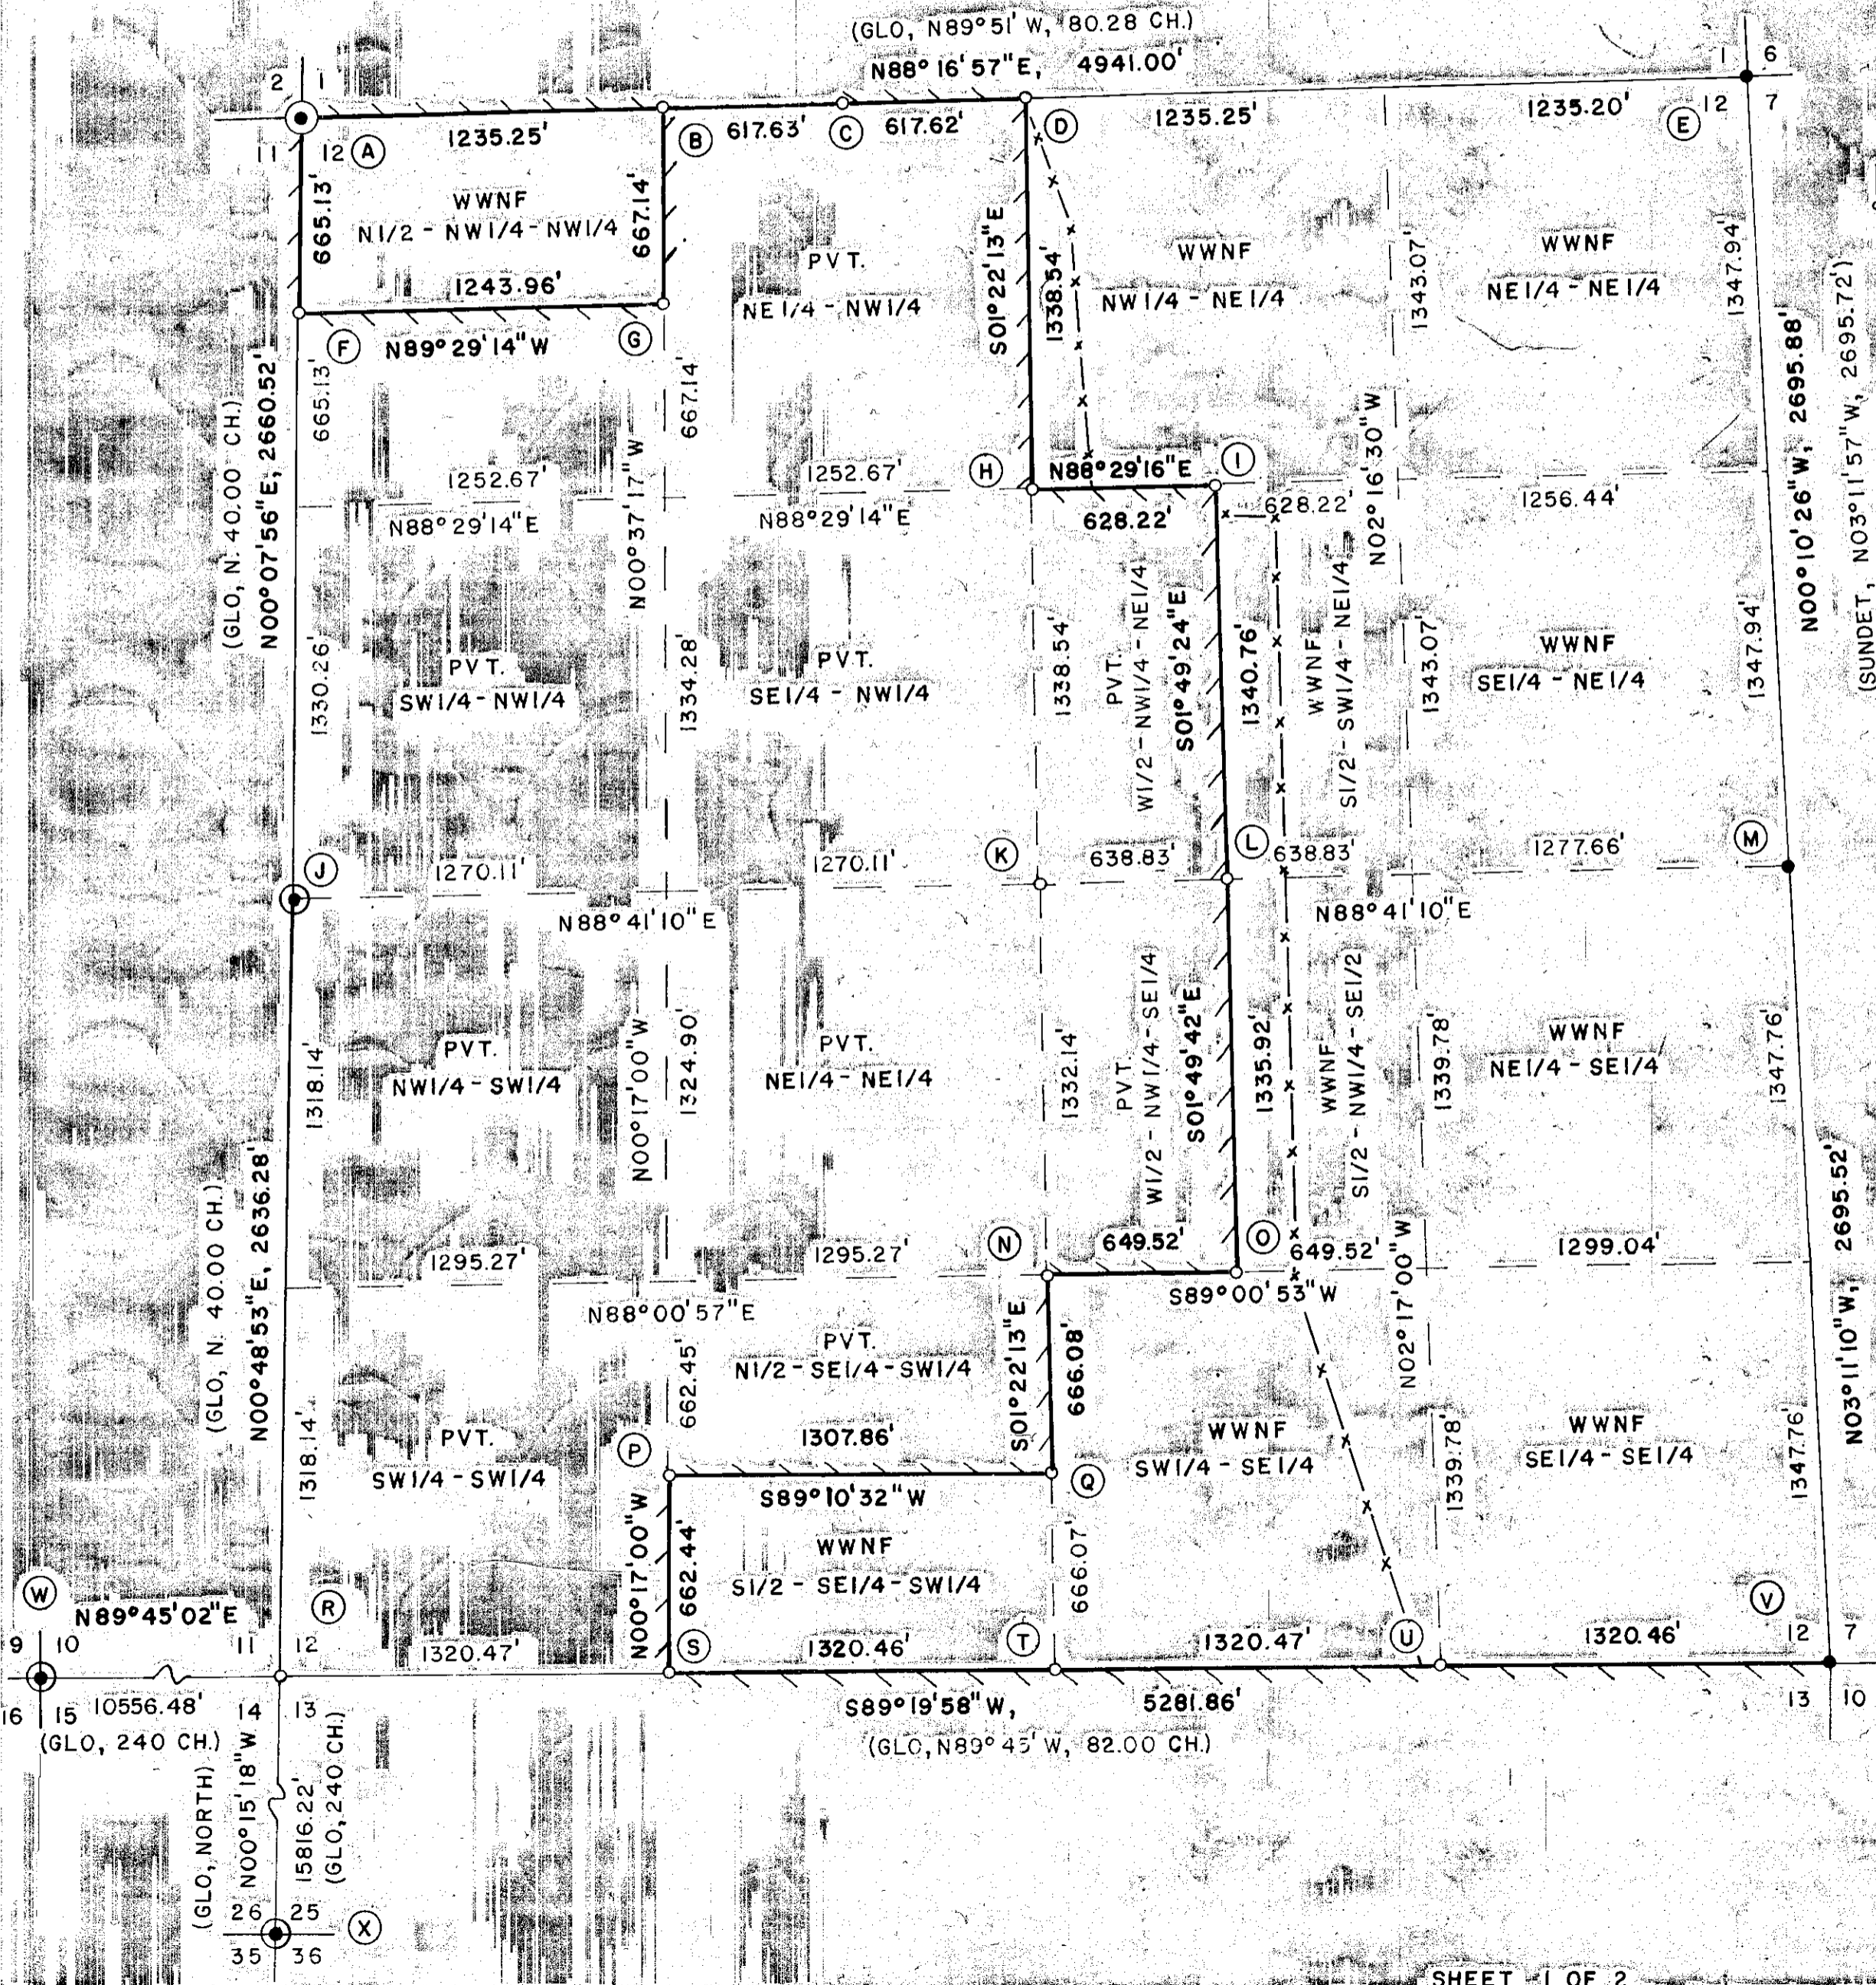 (GLO, N89°51' W, 80.28 CH.)
N88°16'57"E, 4941.00'
2 1
1 6
11 12
12 7
A
1235.25'
B
617.63'
C
617.62'
D
1235.25'
1235.20'
E
665.13'
WWNF
N1/2 - NW1/4 - NW1/4
667.14'
1243.96'
F
N89°29'14"W
G
PVT.
NE1/4 - NW1/4
S01°22'13"E
1338.54'
WWNF
NW1/4 - NE1/4
1343.07'
WWNF
NE1/4 - NE1/4
1347.94'
N00°10'26"W, 2695.88'
(SUNDET, N03°11'57"W, 2695.72')
(GLO, N. 40.00 CH.)
N00°07'56"E, 2660.52'
665.13'
667.14'
1252.67'
N88°29'14"E
N00°37'17"W
1252.67'
N88°29'14"E
H
N88°29'16"E
I
628.22'
628.22'
N02°16'30"W
1256.44'
1330.26'
PVT.
SW1/4 - NW1/4
1334.28'
PVT.
SE1/4 - NW1/4
1338.54'
PVT.
W1/2 - NW1/4 - NE1/4
S01°49'24"E
1340.76'
WWNF
S1/2 - SW1/4 - NE1/4
1343.07'
WWNF
SE1/4 - NE1/4
1347.94'
J
1270.11'
1270.11'
K
638.83'
L
638.83'
1277.66'
M
N88°41'10"E
N88°41'10"E
(GLO, N. 40.00 CH.)
N00°48'53"E, 2636.28'
1318.14'
PVT.
NW1/4 - SW1/4
N00°17'00"W
1324.90'
PVT.
NE1/4 - NE1/4
1332.14'
PVT.
W1/2 - NW1/4 - SE1/4
S01°49'42"E
1335.92'
WWNF
S1/2 - NW1/4 - SE1/2
1339.78'
WWNF
NE1/4 - SE1/4
1347.76'
N03°11'10"W, 2695.52'
1295.27'
1295.27'
N
649.52'
O
649.52'
1299.04'
N88°00'57"E
S89°00'53"W
N02°17'00"W
1318.14'
PVT.
SW1/4 - SW1/4
662.45'
PVT.
N1/2 - SE1/4 - SW1/4
S01°22'13"E
666.08'
P
1307.86'
Q
S89°10'32"W
WWNF
SW1/4 - SE1/4
1339.78'
WWNF
SE1/4 - SE1/4
1347.76'
N00°17'00"W
662.44'
WWNF
S1/2 - SE1/4 - SW1/4
666.07'
W
N89°45'02"E
R
V
9 10
11 12
1320.47'
S
1320.46'
T
1320.47'
U
1320.46'
12 7
16 15
10556.48'
14 13
S89°19'58"W, 5281.86'
13 10
(GLO, 240 CH.)
(GLO, N89°45' W, 82.00 CH.)
(GLO, NORTH)
N00°15'18"W
15816.22'
(GLO, 240 CH.)
26 25
X
35 36
SHEET 1 OF 2